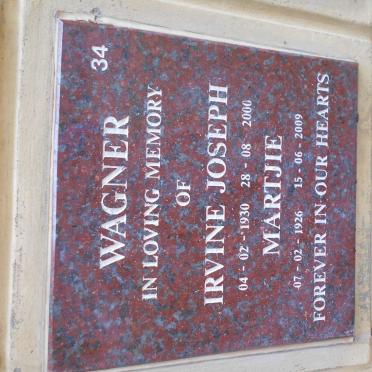 34
WAGNER
IN LOVING MEMORY
OF
IRVINE JOSEPH
04 - 02 - 1930 28 - 08 - 2000
MARTJIE
07 - 02 - 1926 15 - 06 - 2009
FOREVER IN OUR HEARTS